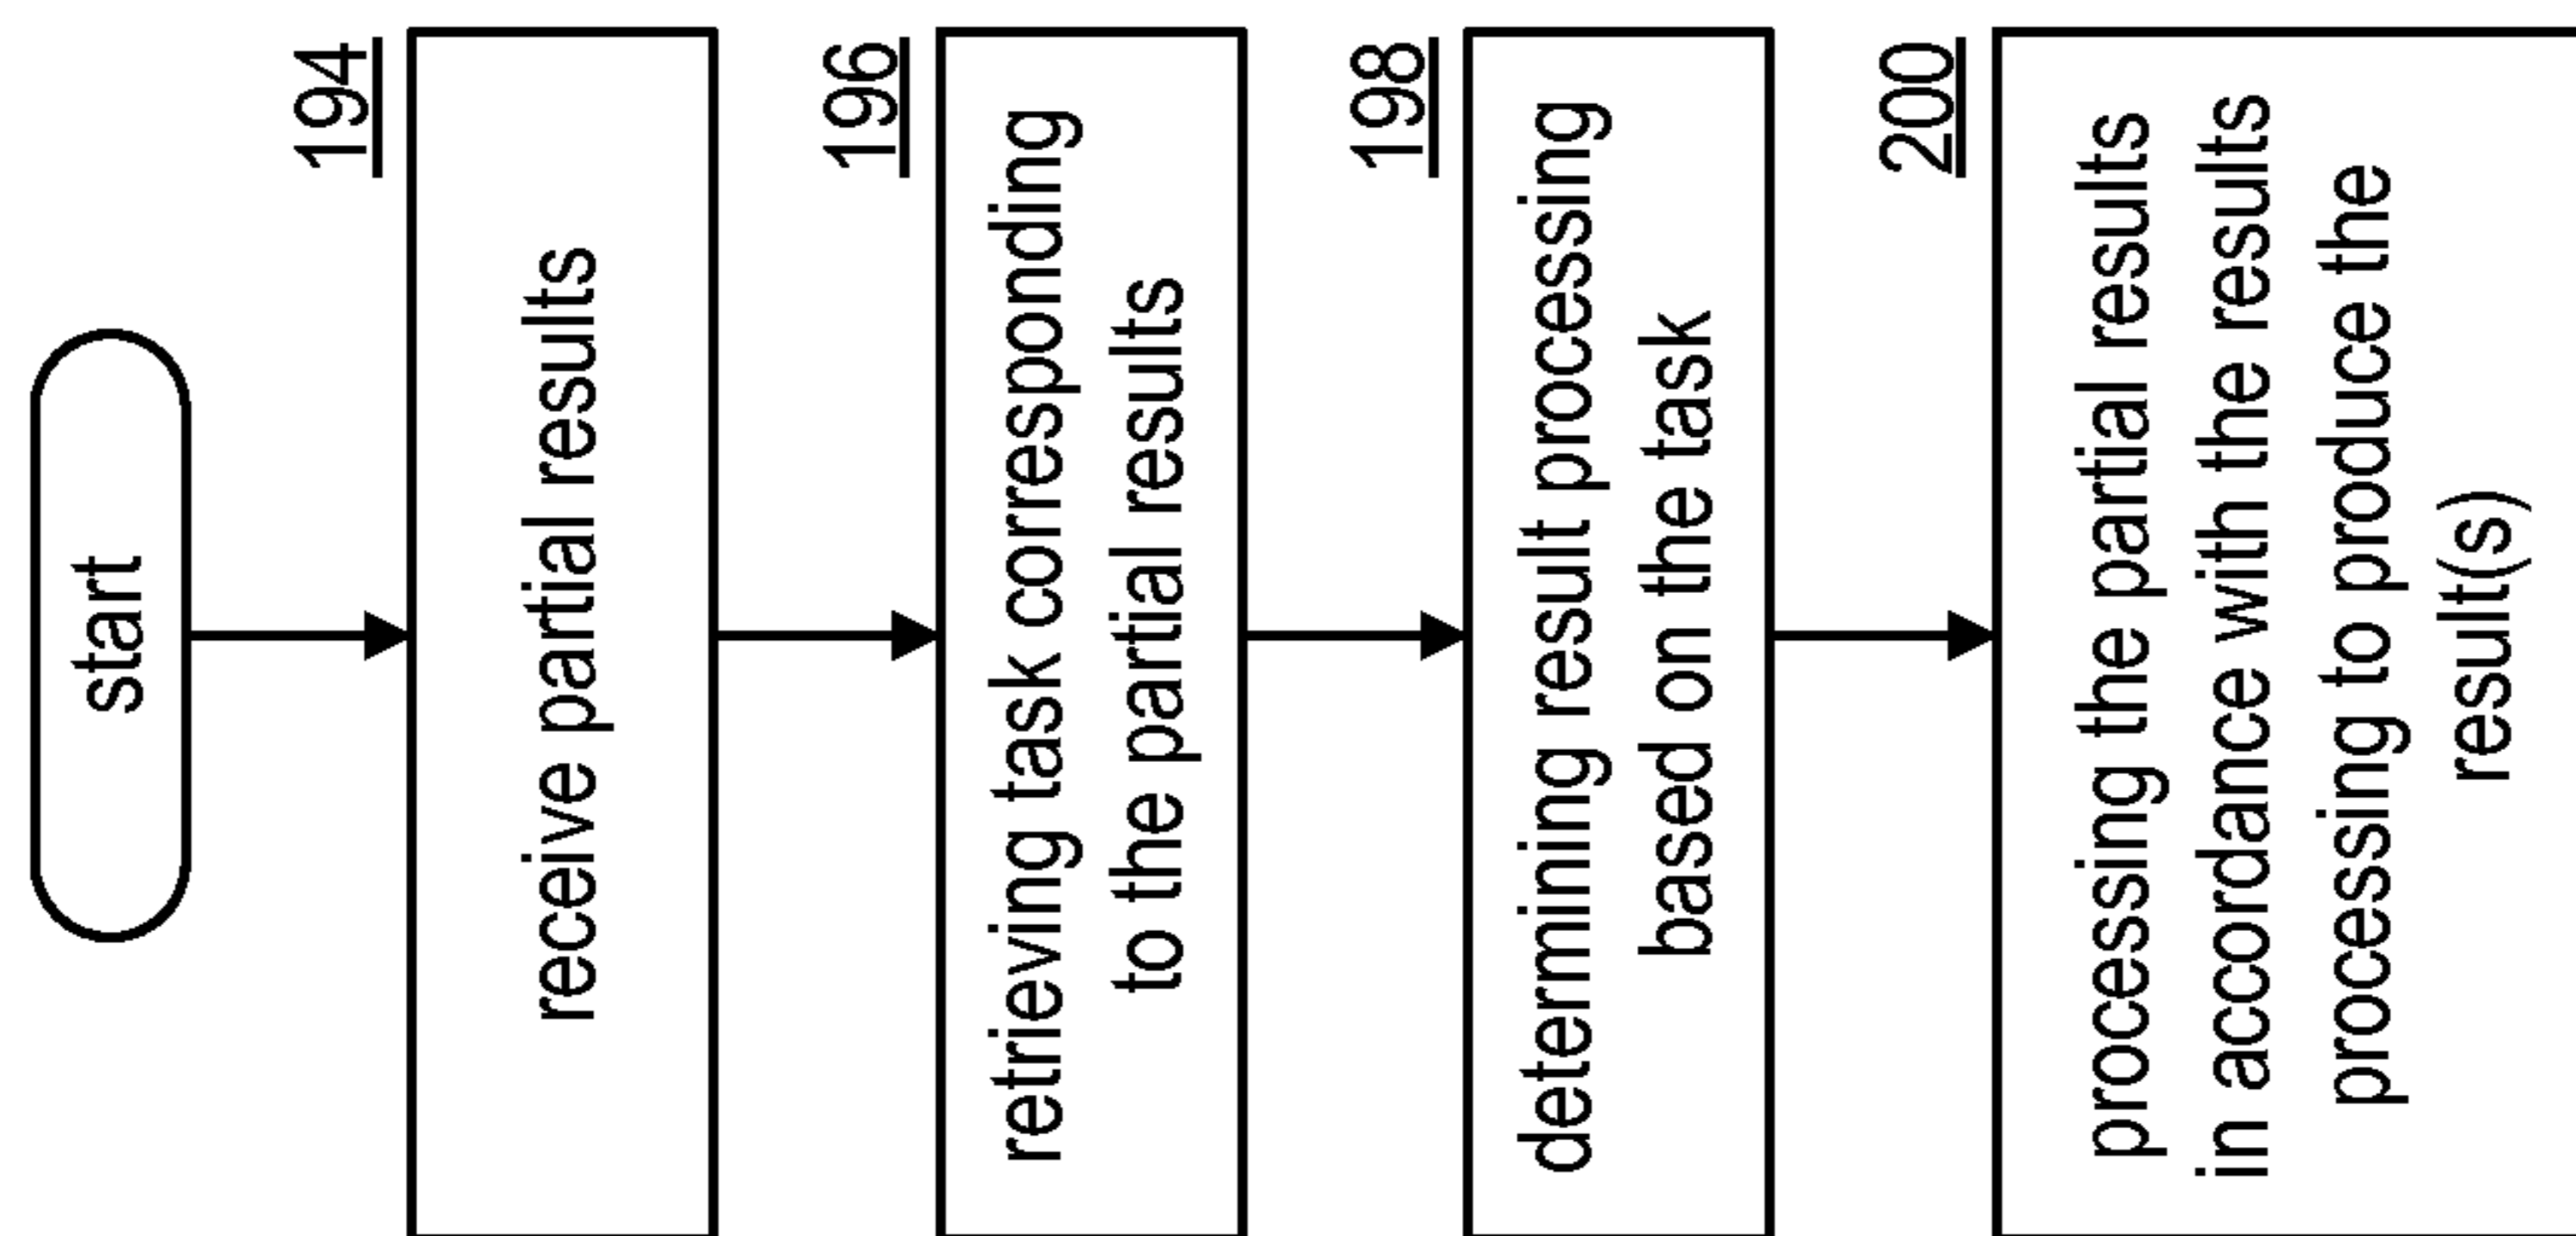 start
194
receive partial results
196
retrieving task corresponding
to the partial results
198
determining result processing
based on the task
200
processing the partial results
in accordance with the results
processing to produce the
result(s)